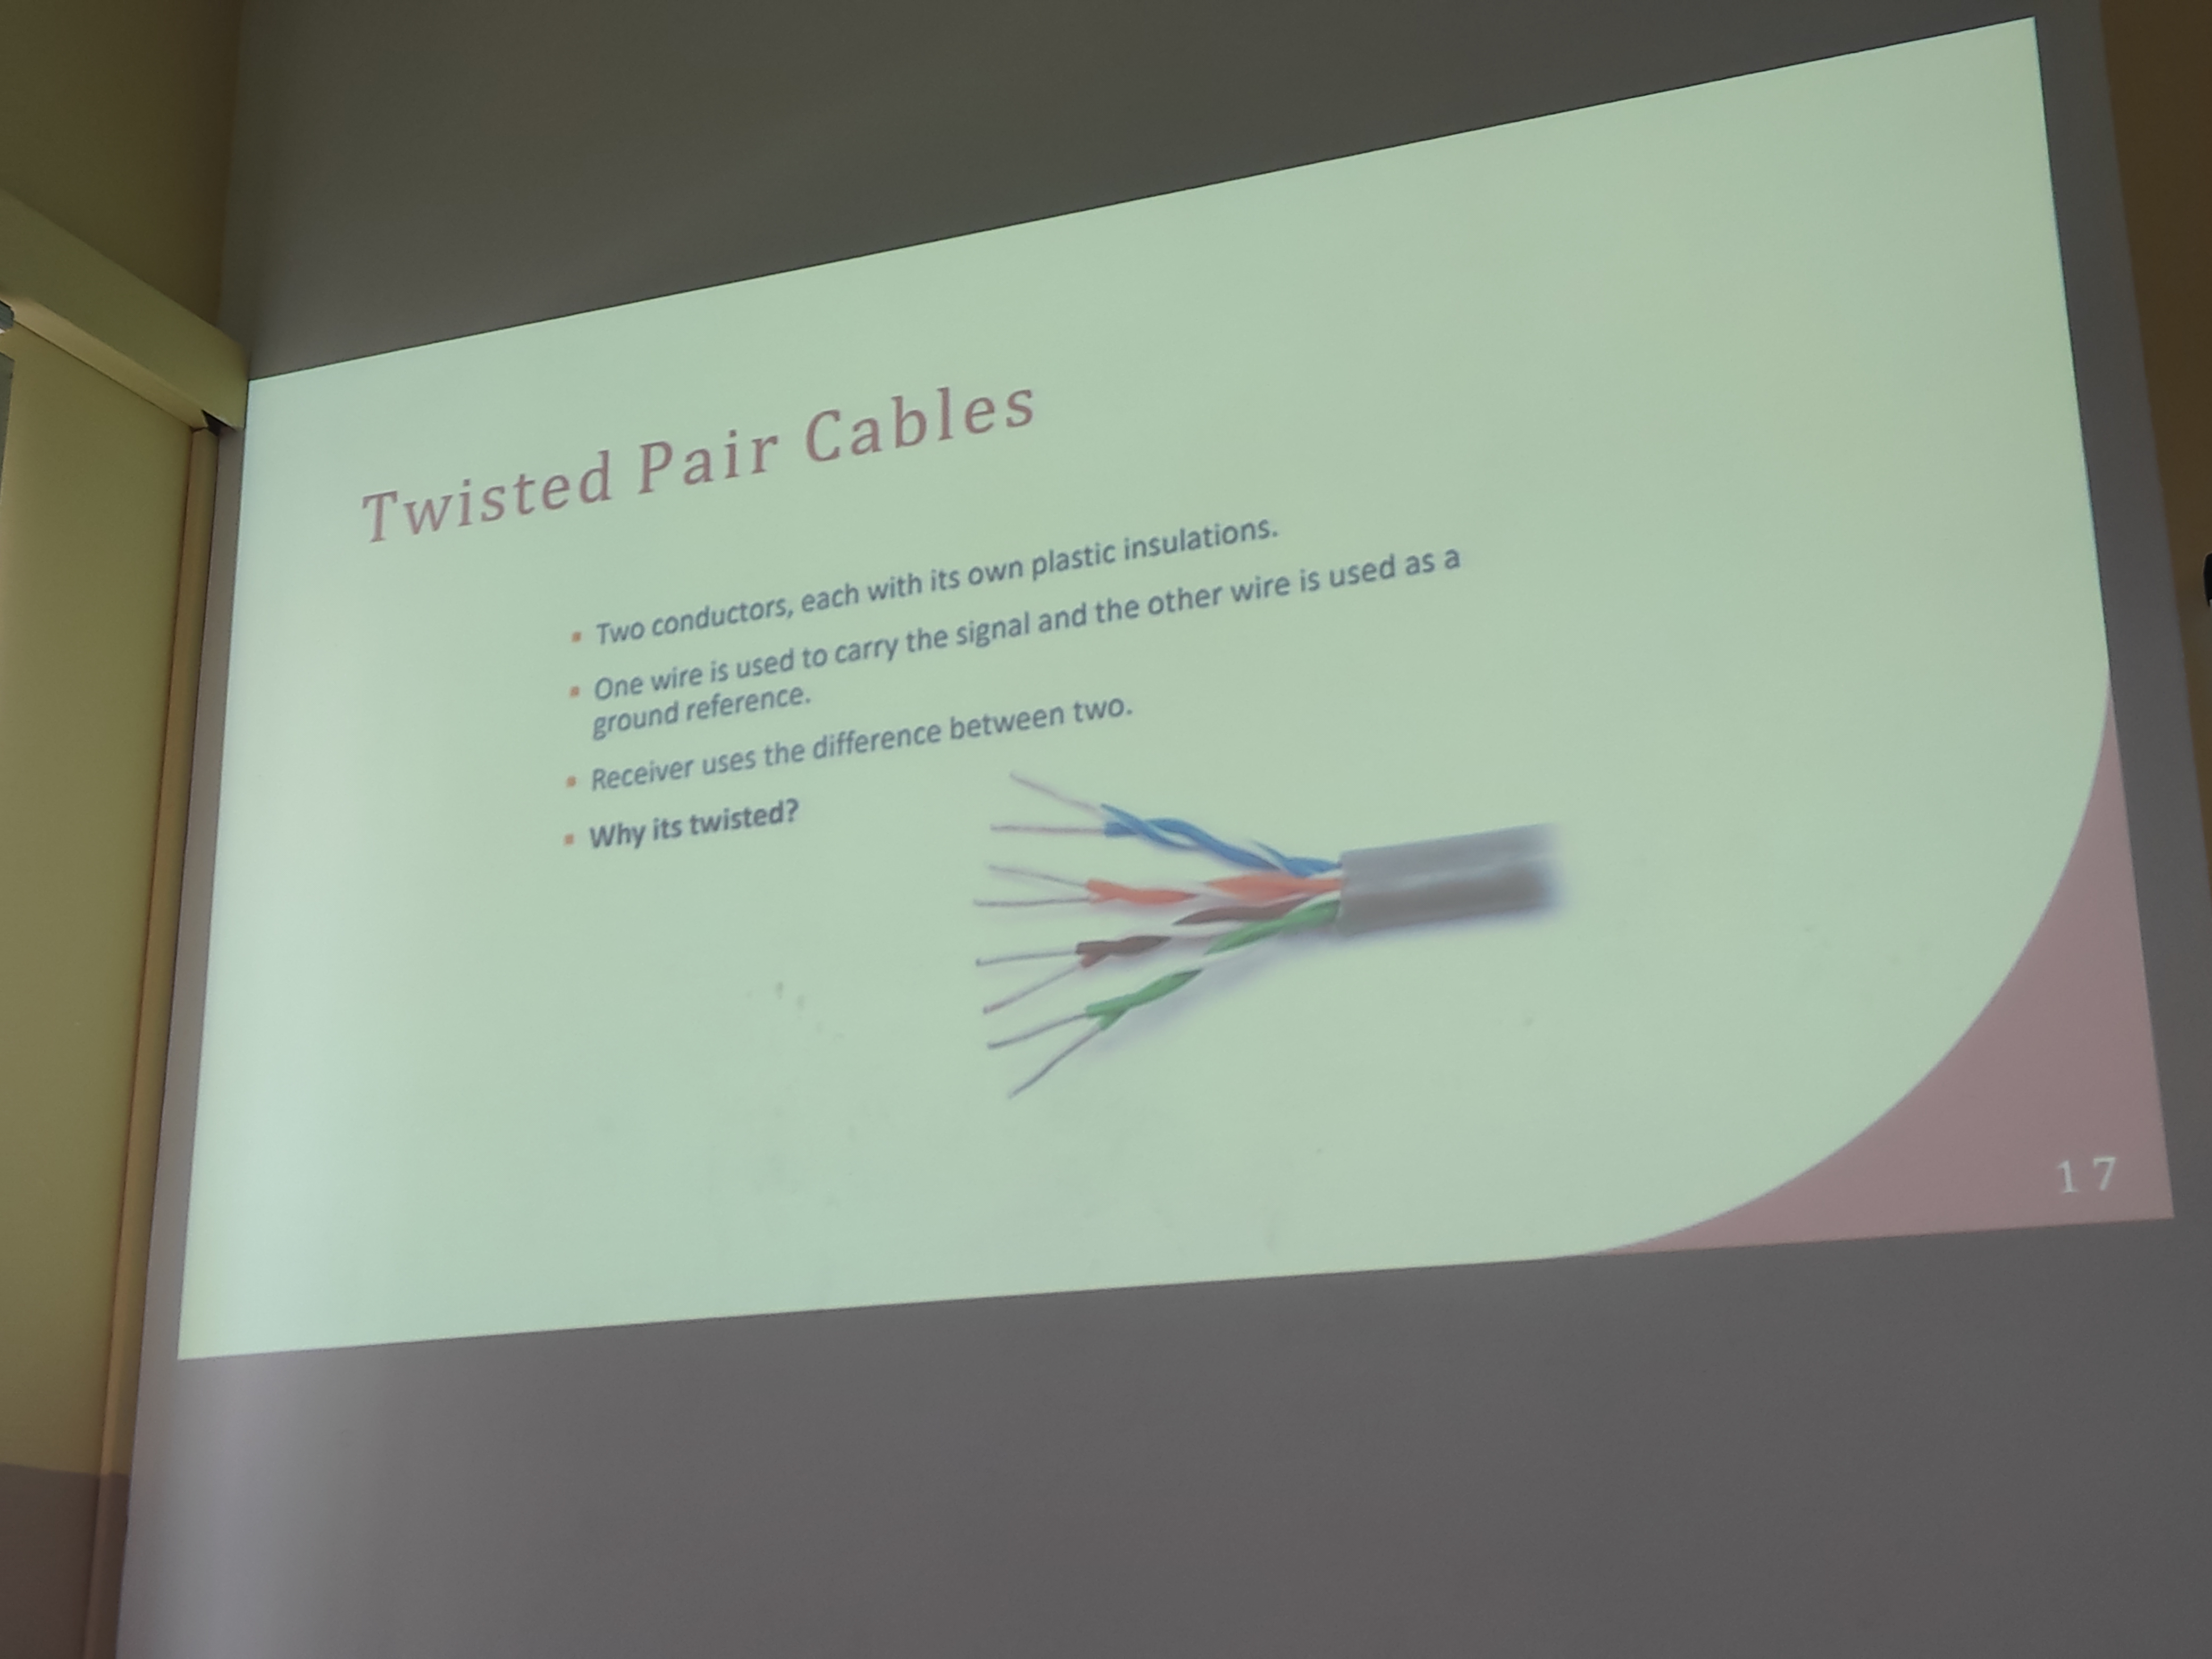 Twisted Pair Cables
▪ Two conductors, each with its own plastic insulations.
▪ One wire is used to carry the signal and the other wire is used as a
ground reference.
▪ Receiver uses the difference between two.
▪ Why its twisted?
17